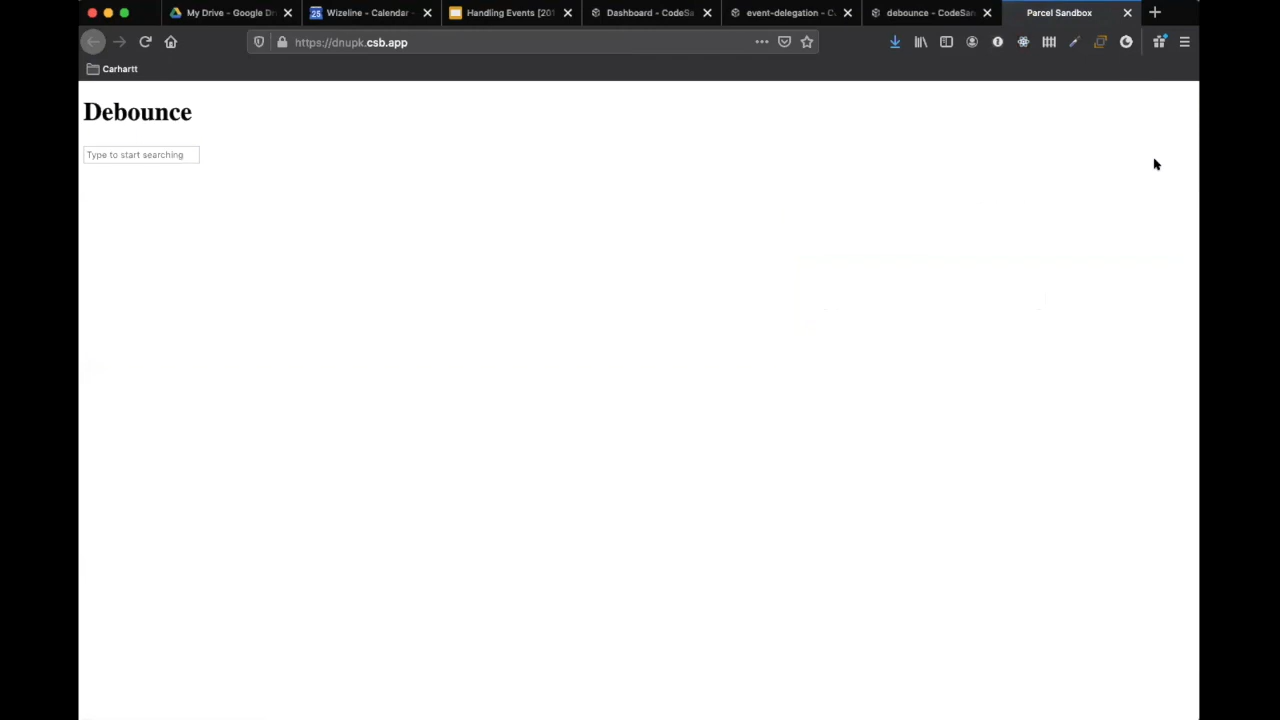 My Drive - Google Dr
Wizeline - Calendar -
Handling Events [201
Dashboard - CodeSa
event-delegation - C
debounce - CodeSan
Parcel Sandbox
25
https://dnupk.csb.app
Carhartt
Debounce
Type to start searching